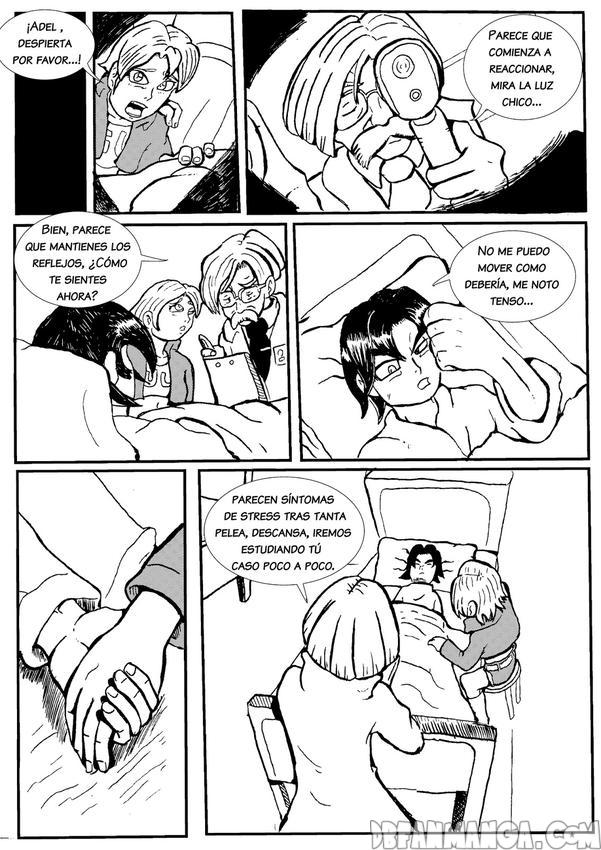 ¡ADEL ,
DESPIERTA
POR FAVOR...!
PARECE QUE
COMIENZA A
REACCIONAR,
MIRA LA LUZ
CHICO...
BIEN, PARECE
QUE MANTIENES LOS
REFLEJOS, ¿CÓMO
TE SIENTES
AHORA?
NO ME PUEDO
MOVER COMO
DEBERÍA, ME NOTO
TENSO...
PARECEN SÍNTOMAS
DE STRESS TRAS TANTA
PELEA, DESCANSA, IREMOS
ESTUDIANDO TÚ
CASO POCO A POCO.
DBFANMANGA.COM